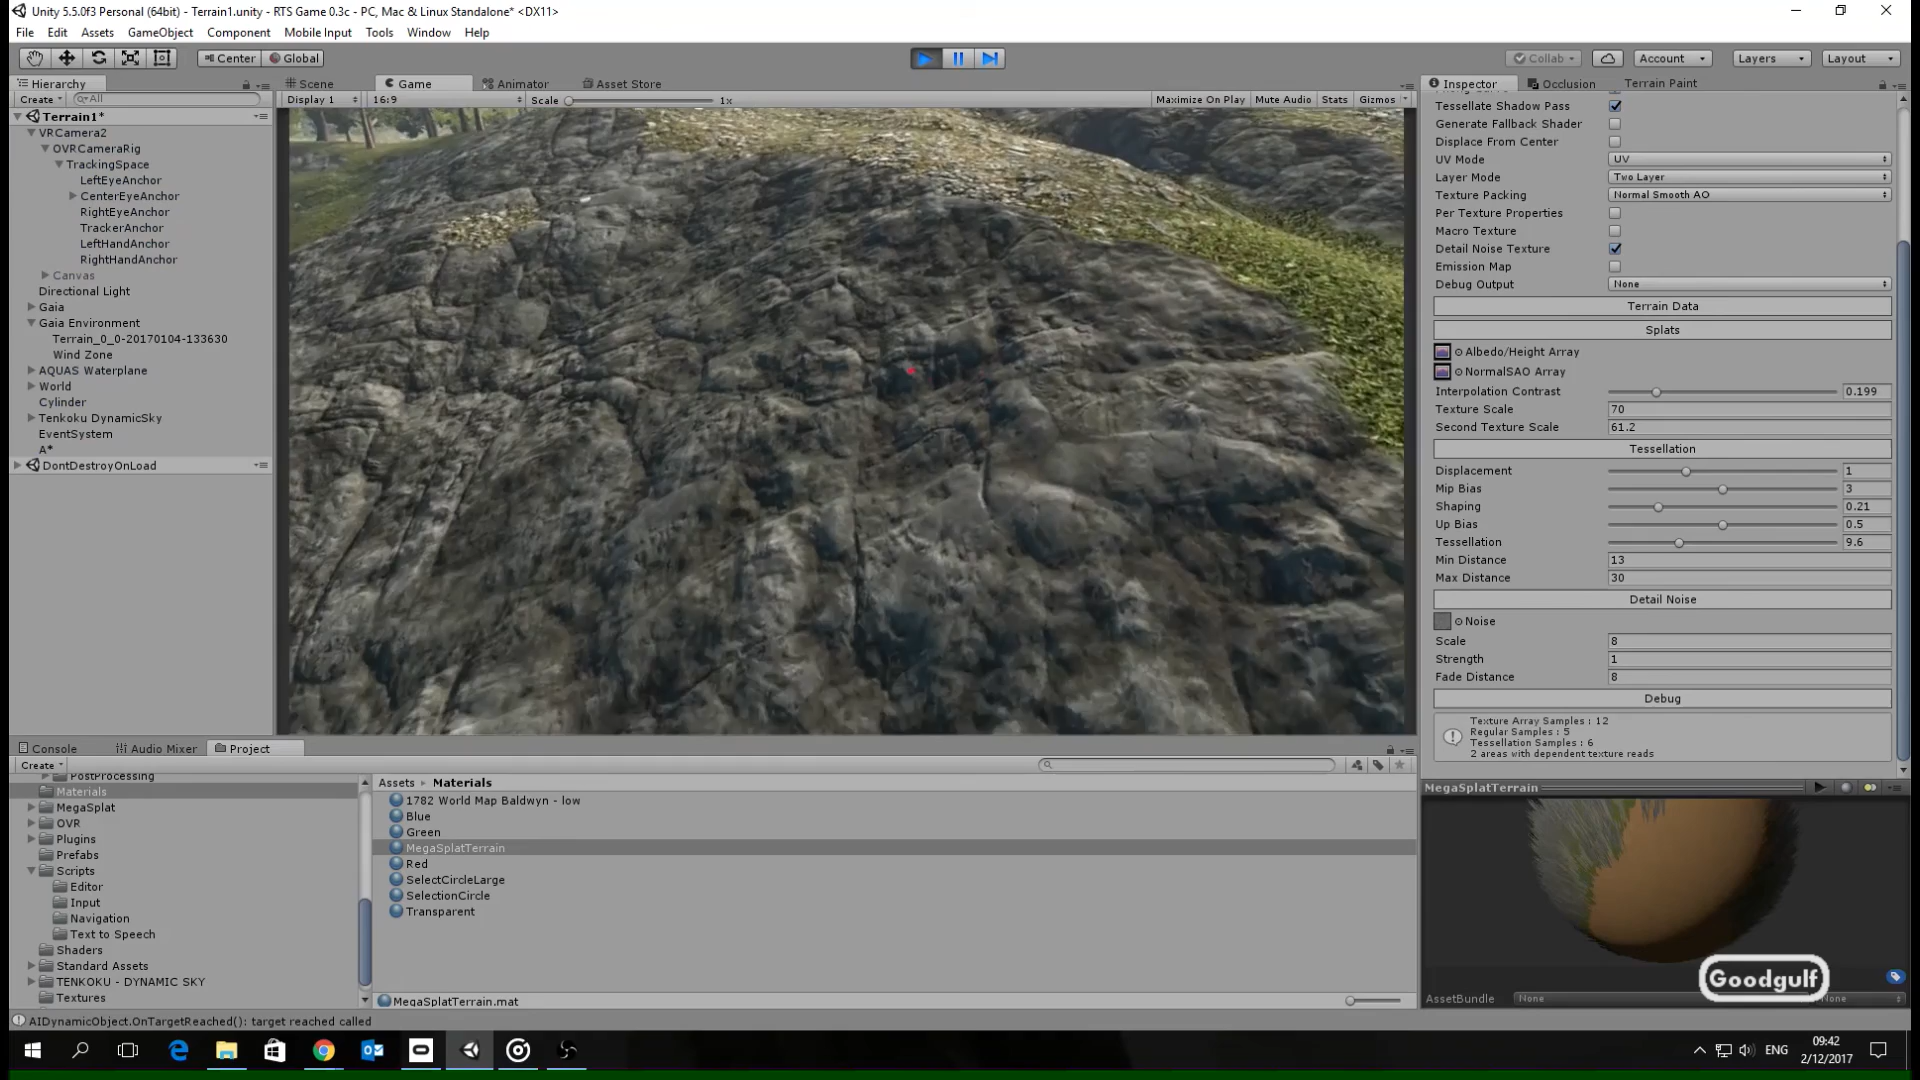 Unity 5.5.0f3 Personal (64bit) - Terrain1.unity - RTS Game 0.3c - PC, Mac & Linux Standalone* <DX11>
File Edit Assets GameObject Component Mobile Input Tools Window Help
Center Global Collab Account Layers Layout
Hierarchy
Create All
Terrain1*
VRCamera2
OVRCameraRig
TrackingSpace
LeftEyeAnchor
CenterEyeAnchor
RightEyeAnchor
TrackerAnchor
LeftHandAnchor
RightHandAnchor
Canvas
Directional Light
Gaia
Gaia Environment
Terrain_0_0-20170104-133630
Wind Zone
AQUAS Waterplane
World
Cylinder
Tenkoku DynamicSky
EventSystem
A*
DontDestroyOnLoad
Scene Game Animator Asset Store
Display 1 16:9 Scale 1x Maximize On Play Mute Audio Stats Gizmos
Inspector Occlusion Terrain Paint
Tessellate Shadow Pass
Generate Fallback Shader
Displace From Center
UV Mode UV
Layer Mode Two Layer
Texture Packing Normal Smooth AO
Per Texture Properties
Macro Texture
Detail Noise Texture
Emission Map
Debug Output None
Terrain Data
Splats
Albedo/Height Array
NormalSAO Array
Interpolation Contrast 0.199
Texture Scale 70
Second Texture Scale 61.2
Tessellation
Displacement 1
Mip Bias 3
Shaping 0.21
Up Bias 0.5
Tessellation 9.6
Min Distance 13
Max Distance 30
Detail Noise
Noise
Scale 8
Strength 1
Fade Distance 8
Debug
Texture Array Samples : 12
Regular Samples : 5
Tessellation Samples : 6
2 areas with dependent texture reads
MegaSplatTerrain
Goodgulf
AssetBundle None None
Console Audio Mixer Project
Create
PostProcessing
Materials
MegaSplat
OVR
Plugins
Prefabs
Scripts
Editor
Input
Navigation
Text to Speech
Shaders
Standard Assets
TENKOKU - DYNAMIC SKY
Textures
Assets Materials
1782 World Map Baldwyn - low
Blue
Green
MegaSplatTerrain
Red
SelectCircleLarge
SelectionCircle
Transparent
MegaSplatTerrain.mat
AIDynamicObject.OnTargetReached(): target reached called
ENG
09:42
2/12/2017